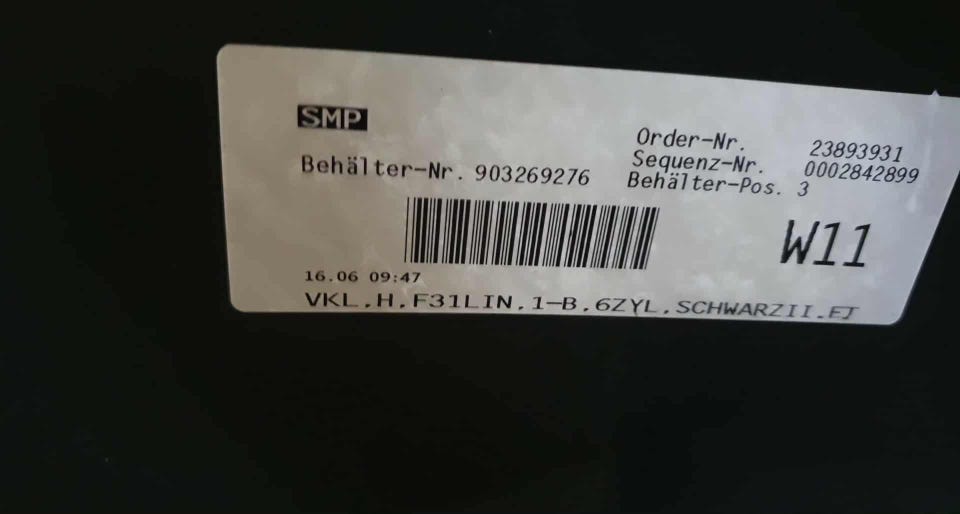 SMP
Order-Nr. 23893931
Sequenz-Nr. 0002842899
Behälter-Nr. 903269276
Behälter-Pos. 3
W11
16.06 09:47
VKL.H.F31LIN.1-B.6ZYL.SCHWARZII.EJ